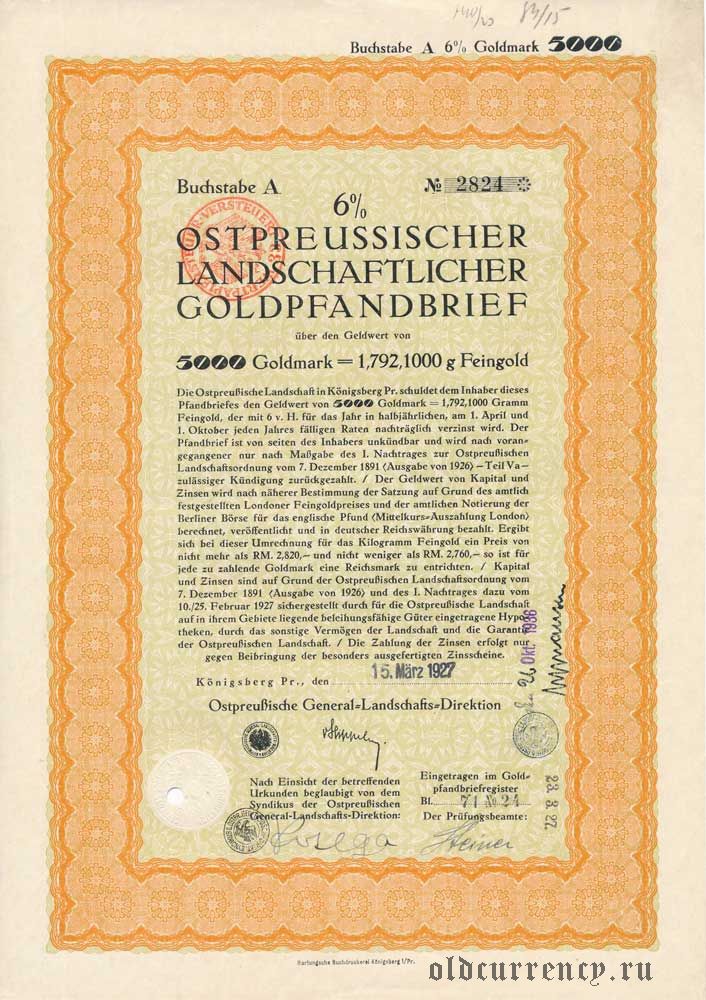 83/15
Buchstabe A 6% Goldmark 5000
Buchstabe A
№ 2824
6%
OSTPREUSSISCHER
LANDSCHAFTLICHER
GOLDPFANDBRIEF
über den Geldwert von
5000 Goldmark = 1,792,1000 g Feingold
Die Ostpreußische Landschaft in Königsberg Pr. schuldet dem Inhaber dieses
Pfandbriefes den Geldwert von 5000 Goldmark = 1,792,1000 Gramm
Feingold, der mit 6 v. H. für das Jahr in halbjährlichen, am 1. April und
1. Oktober jeden Jahres fälligen Raten nachträglich verzinst wird. Der
Pfandbrief ist von seiten des Inhabers unkündbar und wird nach voran-
gegangener nur nach Maßgabe des I. Nachtrages zur Ostpreußischen
Landschaftsordnung vom 7. Dezember 1891 (Ausgabe von 1926) – Teil Va –
zulässiger Kündigung zurückgezahlt. / Der Geldwert von Kapital und
Zinsen wird nach näherer Bestimmung der Satzung auf Grund des amtlich
festgestellten Londoner Feingoldpreises und der amtlichen Notierung der
Berliner Börse für das englische Pfund (Mittelkurs=Auszahlung London)
berechnet, veröffentlicht und in deutscher Reichswährung bezahlt. Ergibt
sich bei dieser Umrechnung für das Kilogramm Feingold ein Preis von
nicht mehr als RM. 2,820,– und nicht weniger als RM. 2,760,– so ist für
jede zu zahlende Goldmark eine Reichsmark zu entrichten. / Kapital
und Zinsen sind auf Grund der Ostpreußischen Landschaftsordnung vom
7. Dezember 1891 (Ausgabe von 1926) und des I. Nachtrages dazu vom
10./25. Februar 1927 sichergestellt durch für die Ostpreußische Landschaft
auf in ihrem Gebiete liegende beleihungsfähige Güter eingetragene Hypo-
theken, durch das sonstige Vermögen der Landschaft und die Garantie
der Ostpreußischen Landschaft. / Die Zahlung der Zinsen erfolgt nur
gegen Beibringung der besonders ausgefertigten Zinsscheine.
Königsberg Pr., den 15. März 1927
Okt. 1936
Ostpreußische General=Landschafts=Direktion
Nach Einsicht der betreffenden
Urkunden beglaubigt von dem
Syndikus der Ostpreußischen
General=Landschafts=Direktion:
Eingetragen im Gold=
pfandbriefregister
Bl. 71 № 24
Der Prüfungsbeamte:
23. 3. 27.
Steiner
Hartungsche Buchdruckerei Königsberg i/Pr.
oldcurrency.ru